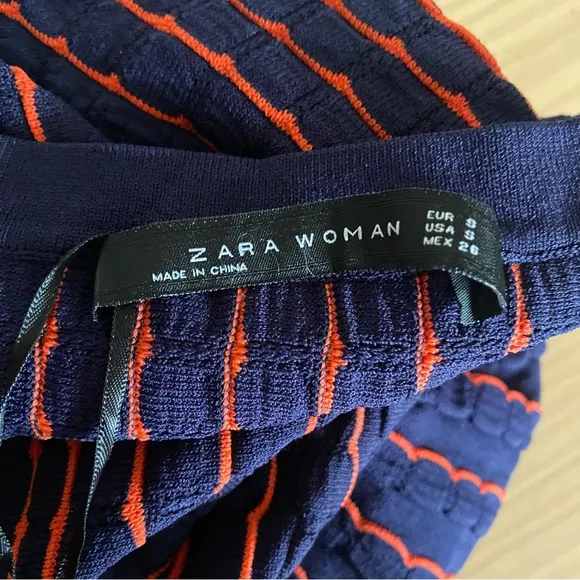 ZARA WOMAN
MADE IN CHINA
EUR S
USA S
MEX 26